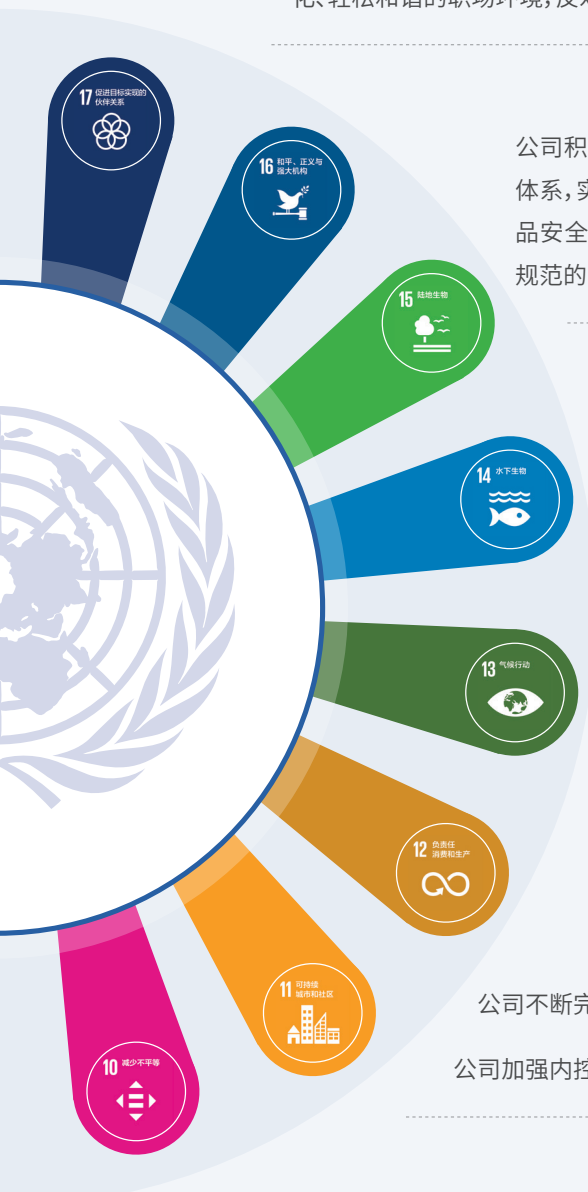 化、轻松和谐的职场环境，反对
17 促进目标实现的
伙伴关系
16 和平、正义与
强大机构
公司积
体系，实
品安全
规范的
15 陆地生物
14 水下生物
13 气候行动
12 负责任
消费和生产
11 可持续
城市和社区
公司不断完
公司加强内控
10 减少不平等